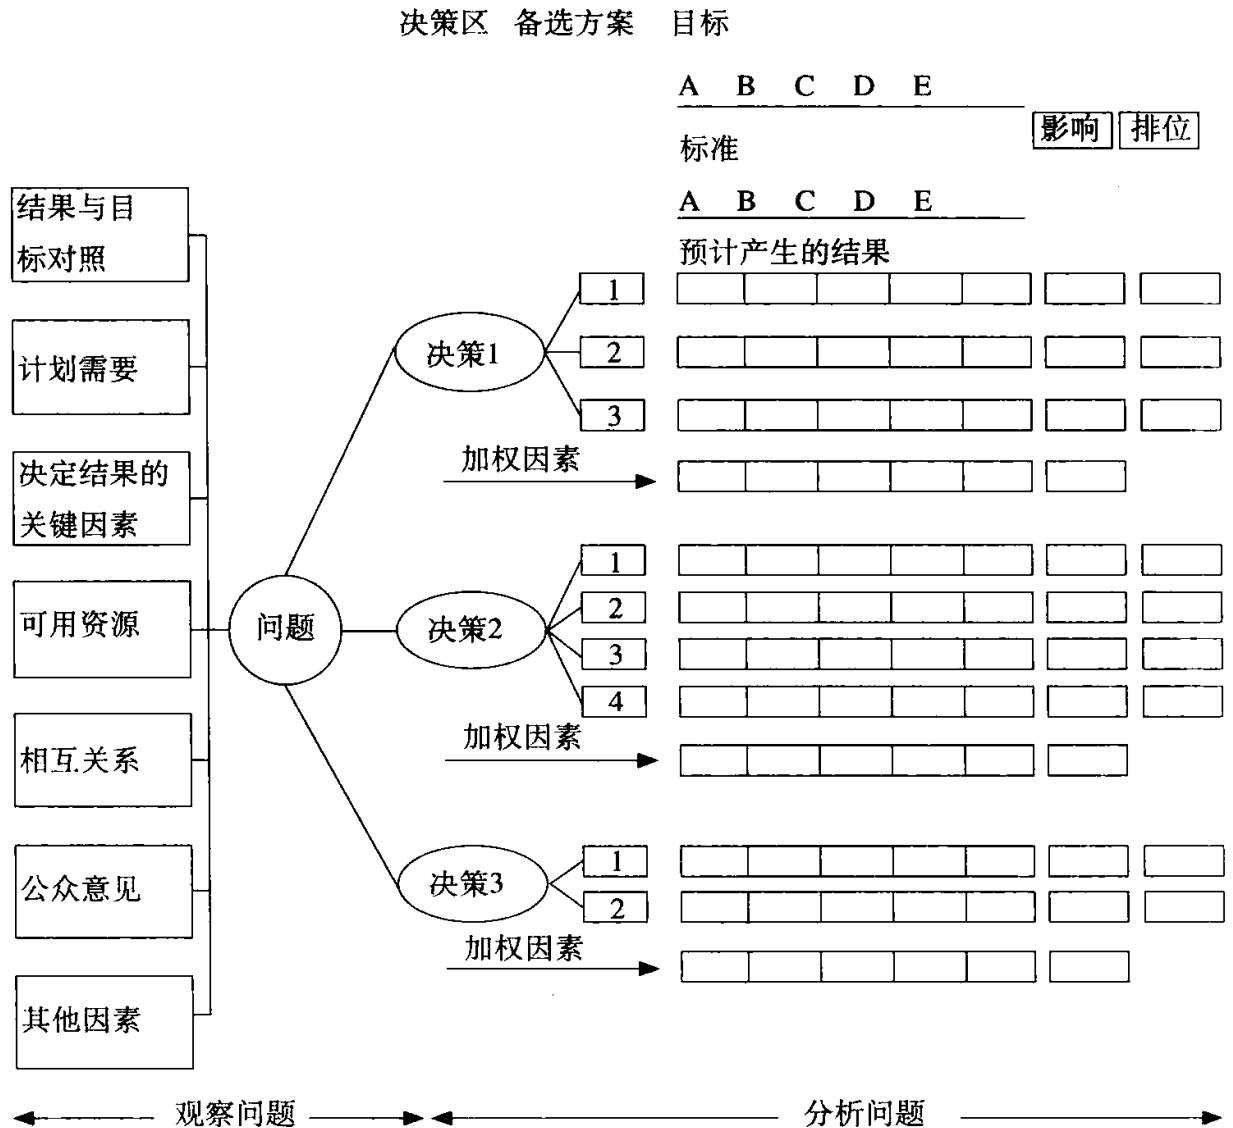 决策区 备选方案 目标
A B C D E
标准
影响 排位
A B C D E
预计产生的结果
结果与目
标对照
计划需要
决定结果的
关键因素
可用资源
相互关系
公众意见
其他因素
问题
决策1
1
2
3
加权因素
决策2
1
2
3
4
加权因素
决策3
1
2
加权因素
观察问题
分析问题